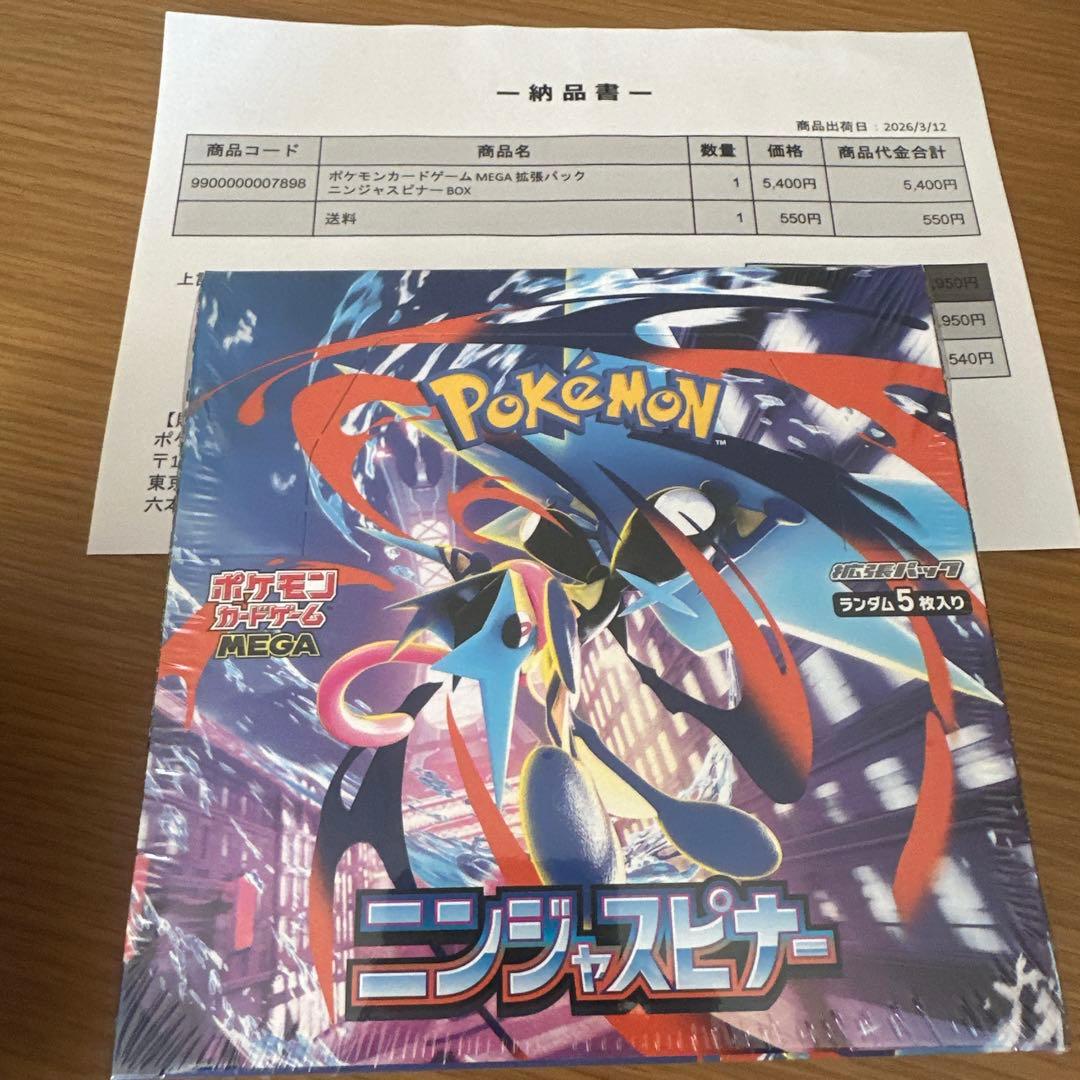 ― 納 品 書 ―
商品出荷日 : 2026/3/12
商品コード 商品名 数量 価格 商品代金合計
9900000007898 ポケモンカードゲーム MEGA 拡張パック
ニンジャスピナー BOX 1 5,400円 5,400円
送料 1 550円 550円
,950円
,950円
540円
〒1
東京
六本
POKéMON
TM
ポケモン
カードゲーム
MEGA
拡張パック
ランダム5枚入り
ニンジャスピナー